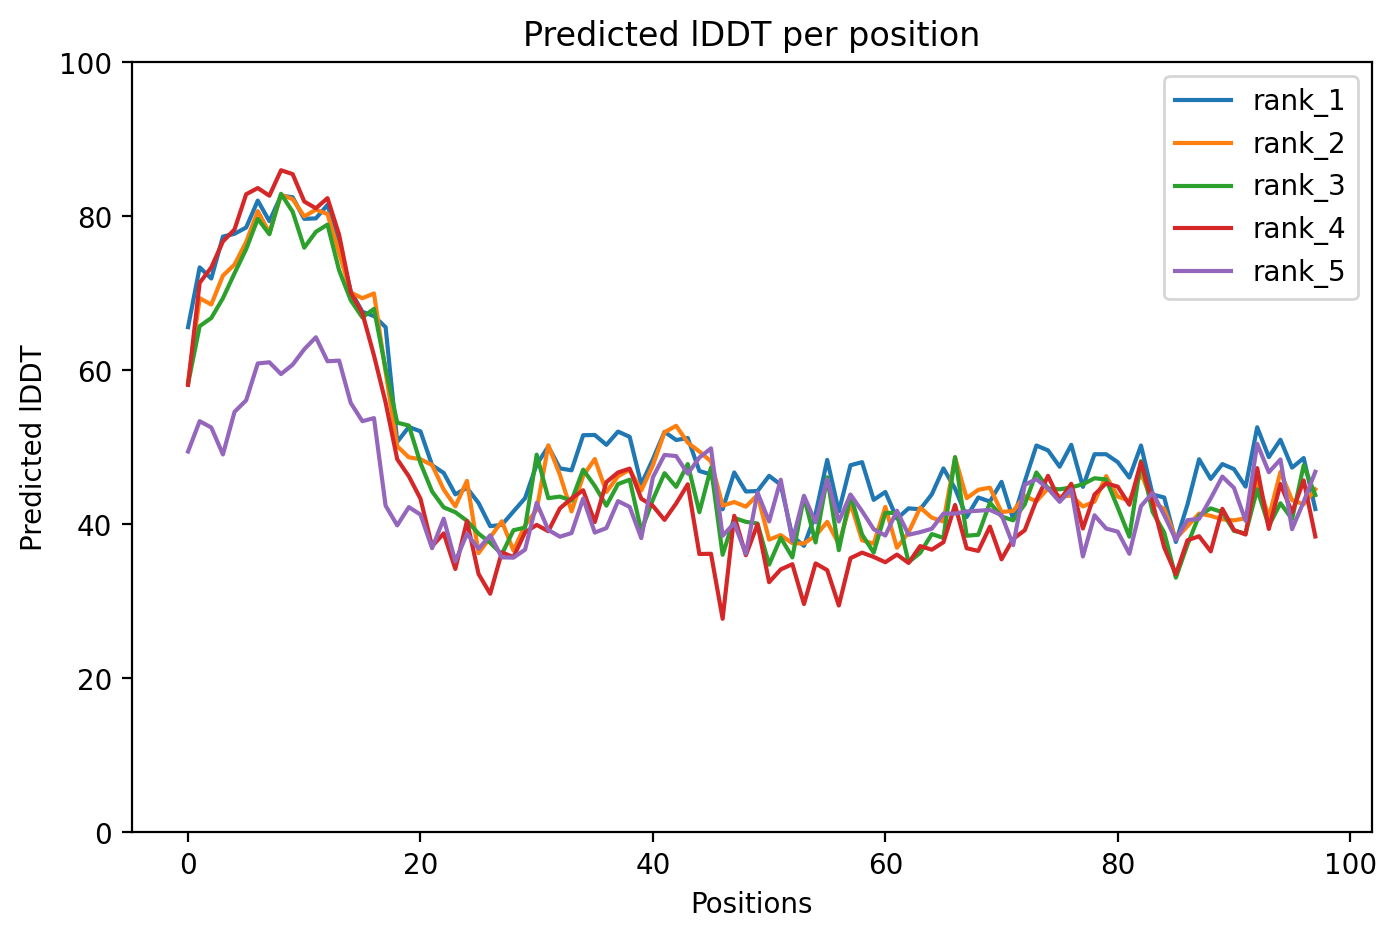 Predicted lDDT per position
100
80
60
40
20
0
Predicted lDDT
rank_1
rank_2
rank_3
rank_4
rank_5
0 20 40 60 80 100
Positions